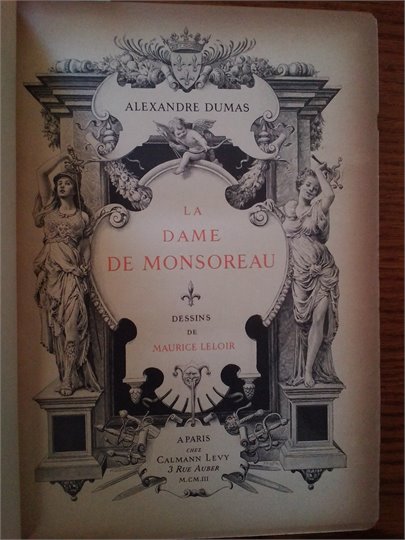 ALEXANDRE DUMAS
LA
DAME
DE MONSOREAU
DESSINS
DE
MAURICE LELOIR
A PARIS
CHEZ
CALMANN LEVY
3 RUE AUBER
M.CM.III